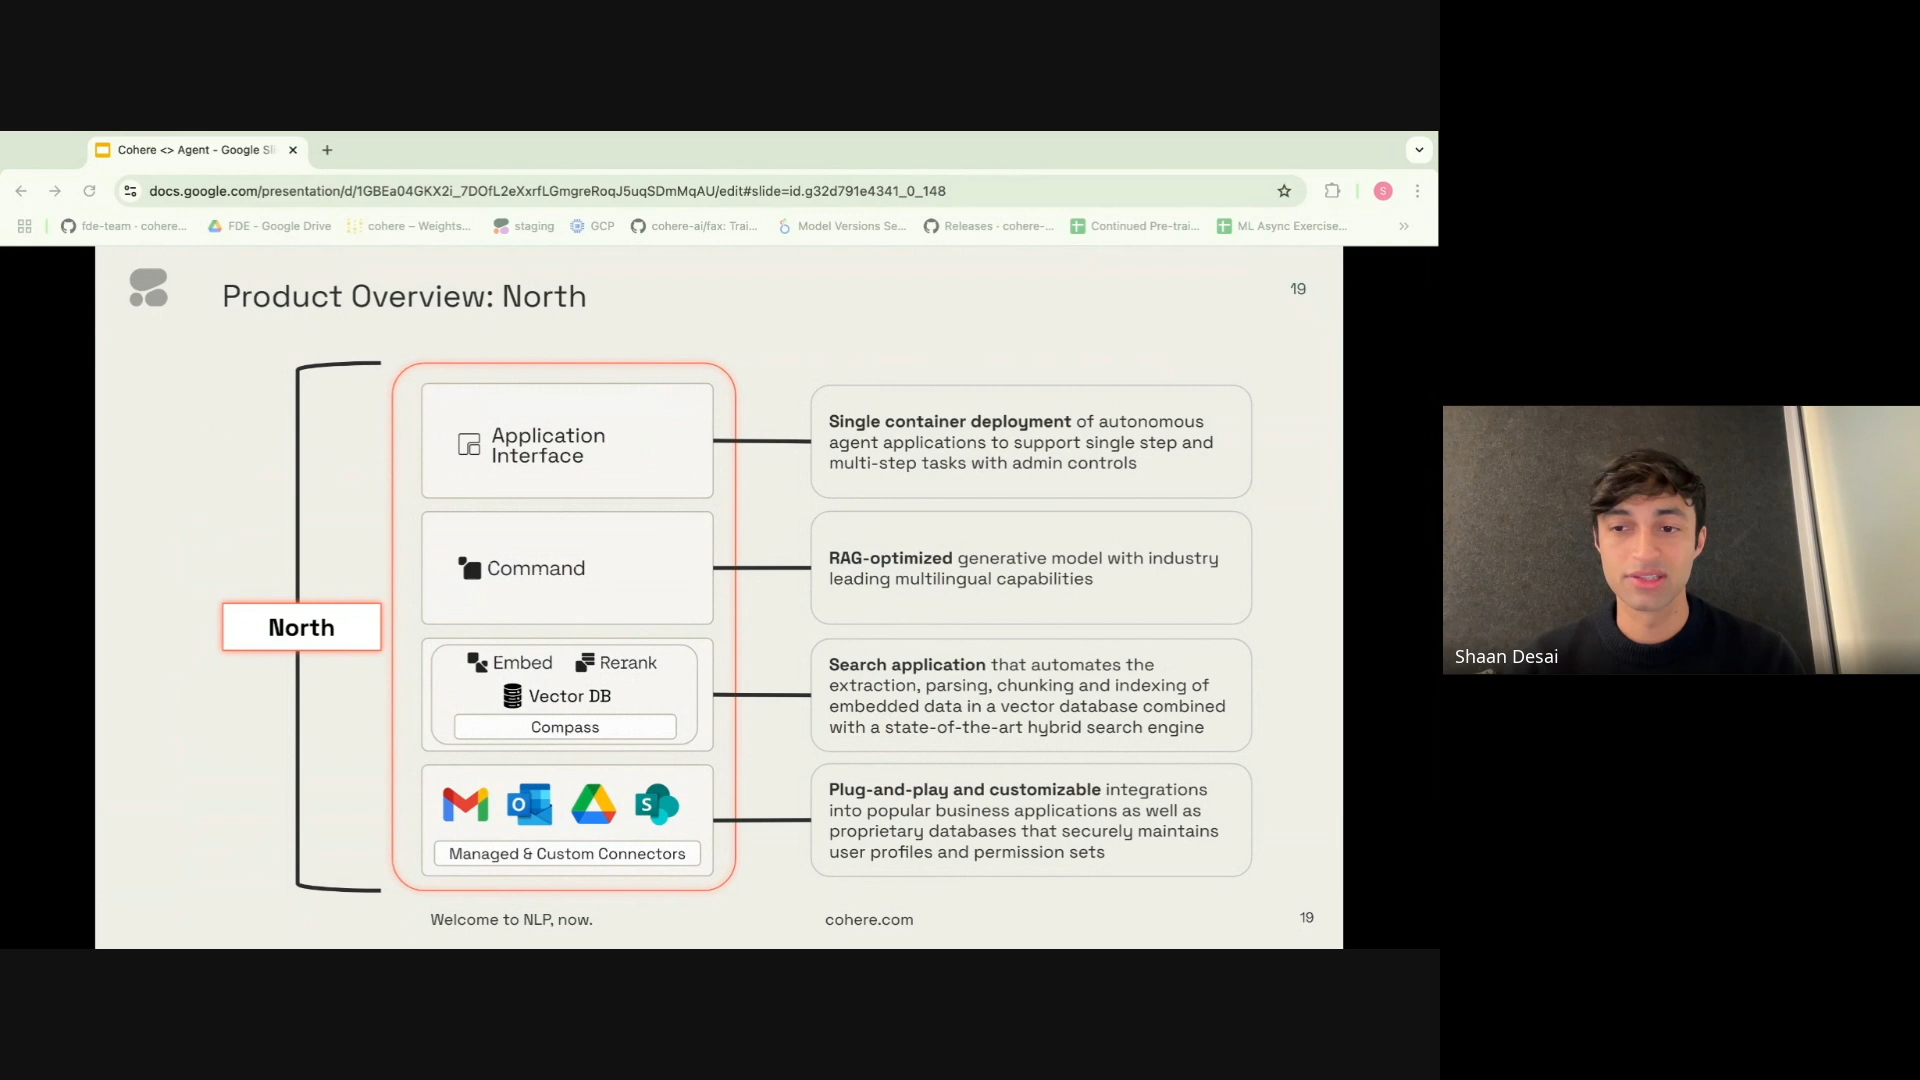 Cohere <> Agent - Google Sli
docs.google.com/presentation/d/1GBEa04GKX2i_7DOfL2eXxrfLGmgreRoqJ5uqSDmMqAU/edit#slide=id.g32d791e4341_0_148
S
fde-team - cohere...
FDE - Google Drive
cohere – Weights...
staging
GCP
cohere-ai/fax: Trai...
Model Versions Se...
Releases · cohere-...
Continued Pre-trai...
ML Async Exercise...
Product Overview: North
19
North
Application
Interface
Single container deployment of autonomous
agent applications to support single step and
multi-step tasks with admin controls
Command
RAG-optimized generative model with industry
leading multilingual capabilities
Embed
Rerank
Vector DB
Compass
Search application that automates the
extraction, parsing, chunking and indexing of
embedded data in a vector database combined
with a state-of-the-art hybrid search engine
Managed & Custom Connectors
Plug-and-play and customizable integrations
into popular business applications as well as
proprietary databases that securely maintains
user profiles and permission sets
Welcome to NLP, now.
cohere.com
19
Shaan Desai